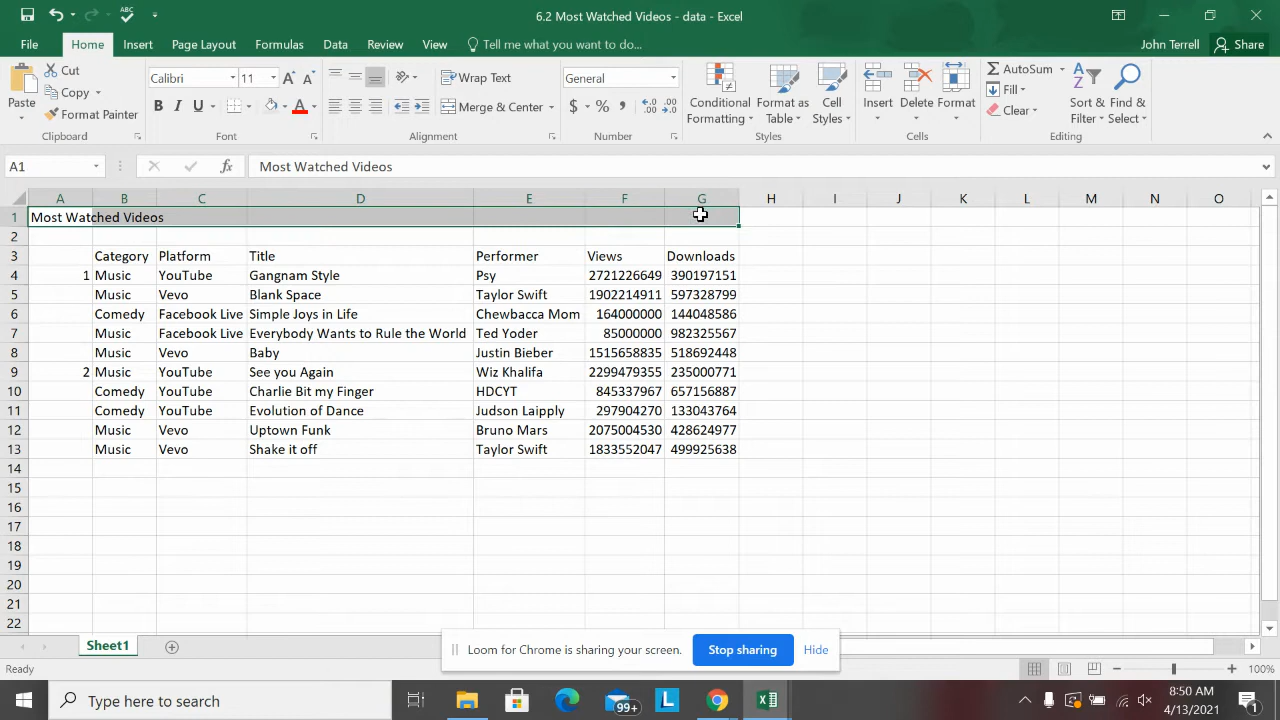 6.2 Most Watched Videos - data - Excel
File Home Insert Page Layout Formulas Data Review View Tell me what you want to do... John Terrell Share
Paste Cut Copy Format Painter Clipboard
Calibri 11 B I U Font
Wrap Text Merge & Center Alignment
General $ % , Number
Conditional Formatting Format as Table Cell Styles Styles
Insert Delete Format Cells
AutoSum Fill Clear Sort & Filter Find & Select Editing
A1 fx Most Watched Videos
A B C D E F G H I J K L M N O
1 Most Watched Videos
2
3 Category Platform Title Performer Views Downloads
4 1 Music YouTube Gangnam Style Psy 2721226649 390197151
5 Music Vevo Blank Space Taylor Swift 1902214911 597328799
6 Comedy Facebook Live Simple Joys in Life Chewbacca Mom 164000000 144048586
7 Music Facebook Live Everybody Wants to Rule the World Ted Yoder 85000000 982325567
8 Music Vevo Baby Justin Bieber 1515658835 518692448
9 2 Music YouTube See you Again Wiz Khalifa 2299479355 235000771
10 Comedy YouTube Charlie Bit my Finger HDCYT 845337967 657156887
11 Comedy YouTube Evolution of Dance Judson Laipply 297904270 133043764
12 Music Vevo Uptown Funk Bruno Mars 2075004530 428624977
13 Music Vevo Shake it off Taylor Swift 1833552047 499925638
14
15
16
17
18
19
20
21
22
Sheet1
Loom for Chrome is sharing your screen. Stop sharing Hide
Ready 100%
Type here to search 99+ L 8:50 AM
4/13/2021 1